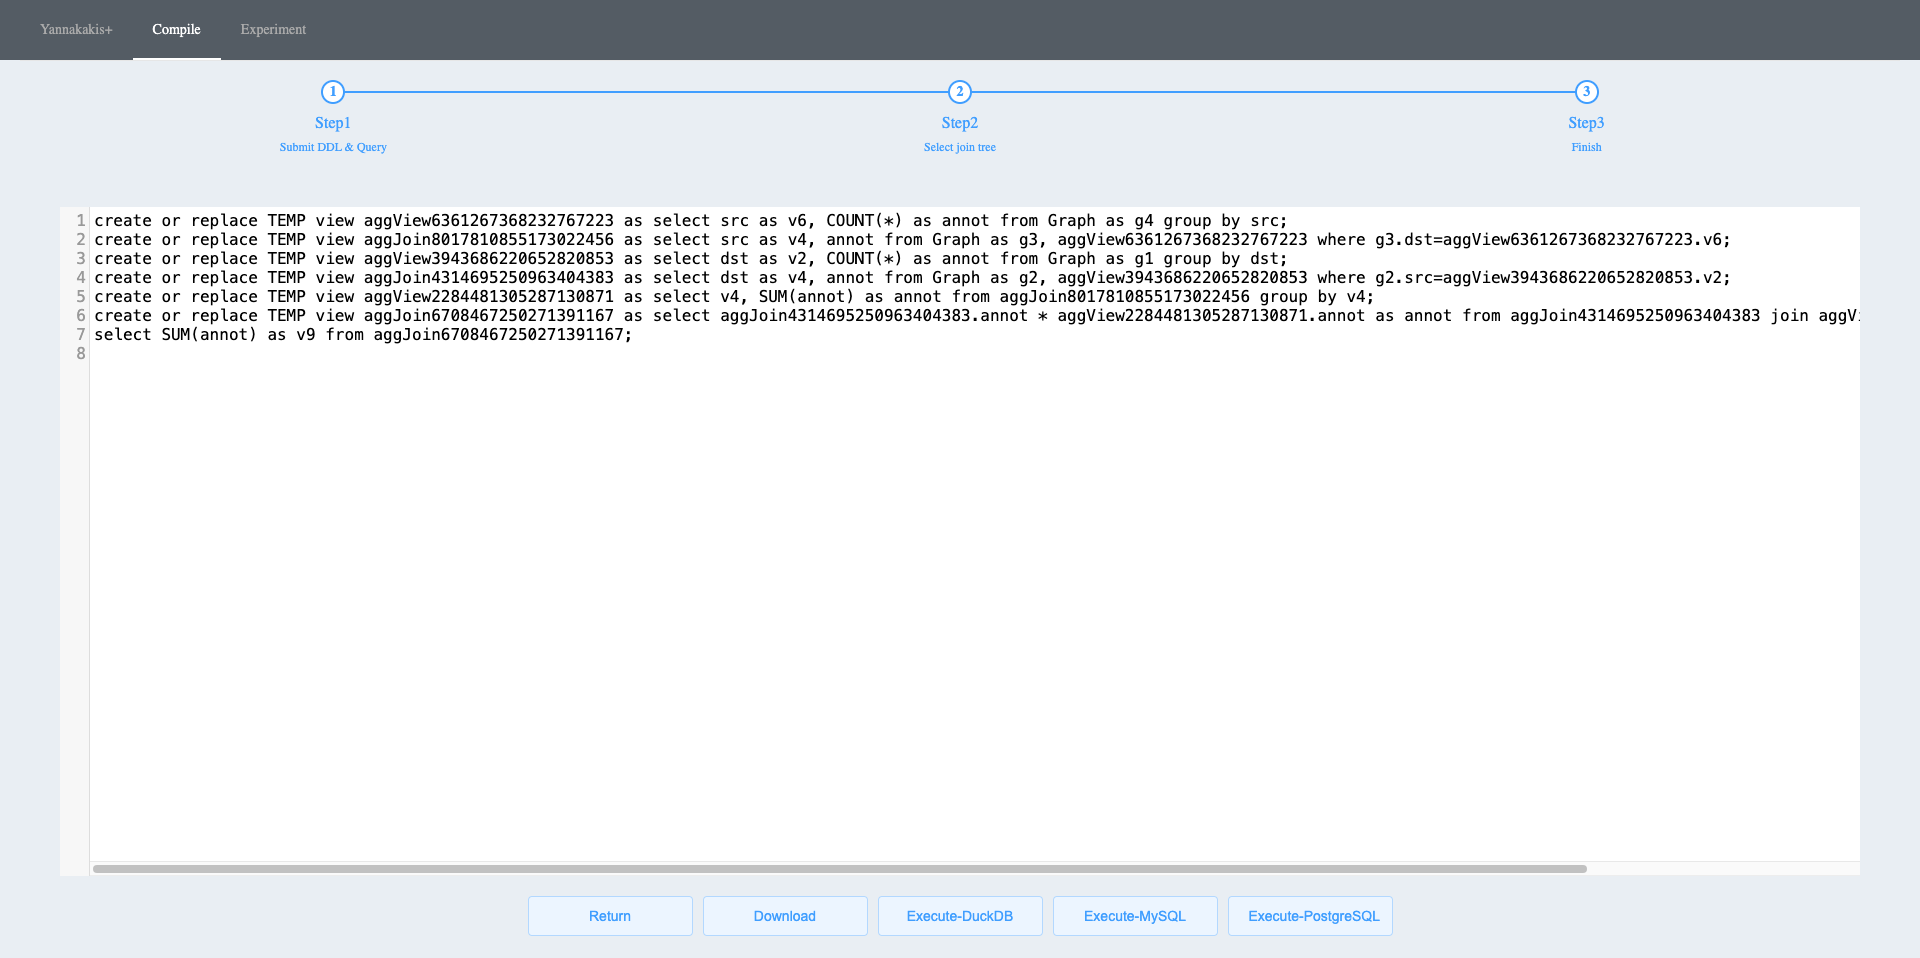 Yannakakis+ Compile Experiment
1 2 3
Step1 Step2 Step3
Submit DDL & Query Select join tree Finish
1 create or replace TEMP view aggView6361267368232767223 as select src as v6, COUNT(*) as annot from Graph as g4 group by src;
2 create or replace TEMP view aggJoin8017810855173022456 as select src as v4, annot from Graph as g3, aggView6361267368232767223 where g3.dst=aggView6361267368232767223.v6;
3 create or replace TEMP view aggView3943686220652820853 as select dst as v2, COUNT(*) as annot from Graph as g1 group by dst;
4 create or replace TEMP view aggJoin4314695250963404383 as select dst as v4, annot from Graph as g2, aggView3943686220652820853 where g2.src=aggView3943686220652820853.v2;
5 create or replace TEMP view aggView2284481305287130871 as select v4, SUM(annot) as annot from aggJoin8017810855173022456 group by v4;
6 create or replace TEMP view aggJoin6708467250271391167 as select aggJoin4314695250963404383.annot * aggView2284481305287130871.annot as annot from aggJoin4314695250963404383 join aggVi
7 select SUM(annot) as v9 from aggJoin6708467250271391167;
8
Return Download Execute-DuckDB Execute-MySQL Execute-PostgreSQL